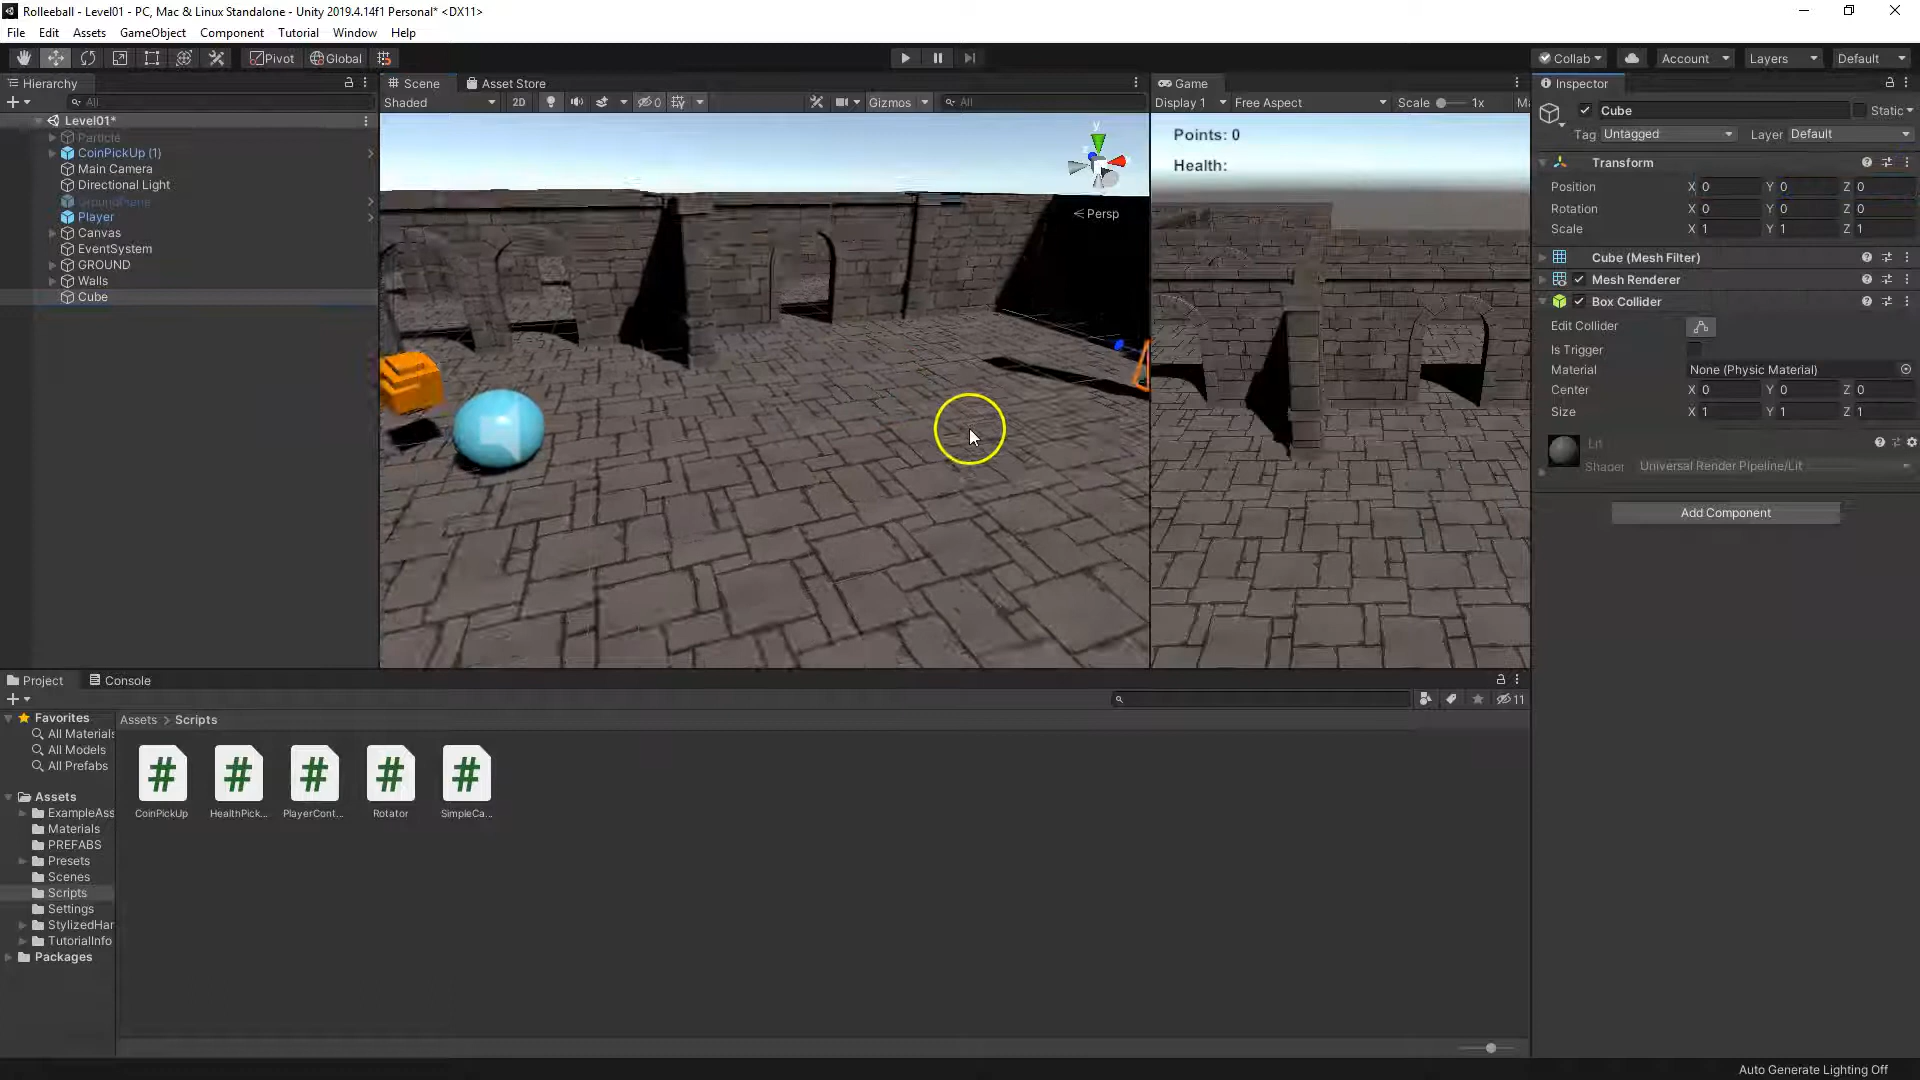 Rolleeball - Level01 - PC, Mac & Linux Standalone - Unity 2019.4.14f1 Personal* <DX11>
File Edit Assets GameObject Component Tutorial Window Help
Pivot Global Collab Account Layers Default
Hierarchy
All
Level01*
Particle
CoinPickUp (1)
Main Camera
Directional Light
GroundPlane
Player
Canvas
EventSystem
GROUND
Walls
Cube
Scene Asset Store
Shaded 2D 0 Gizmos All
y
Persp
Game
Display 1 Free Aspect Scale 1x Ma
Points: 0
Health:
Inspector
Cube Static
Tag Untagged Layer Default
Transform
Position X 0 Y 0 Z 0
Rotation X 0 Y 0 Z 0
Scale X 1 Y 1 Z 1
Cube (Mesh Filter)
Mesh Renderer
Box Collider
Edit Collider
Is Trigger
Material None (Physic Material)
Center X 0 Y 0 Z 0
Size X 1 Y 1 Z 1
Lit
Shader Universal Render Pipeline/Lit
Add Component
Project Console
11
Favorites
All Materials
All Models
All Prefabs
Assets
ExampleAss
Materials
PREFABS
Presets
Scenes
Scripts
Settings
StylizedHar
TutorialInfo
Packages
Assets > Scripts
# # # # #
CoinPickUp HealthPick... PlayerCont... Rotator SimpleCa...
Auto Generate Lighting Off